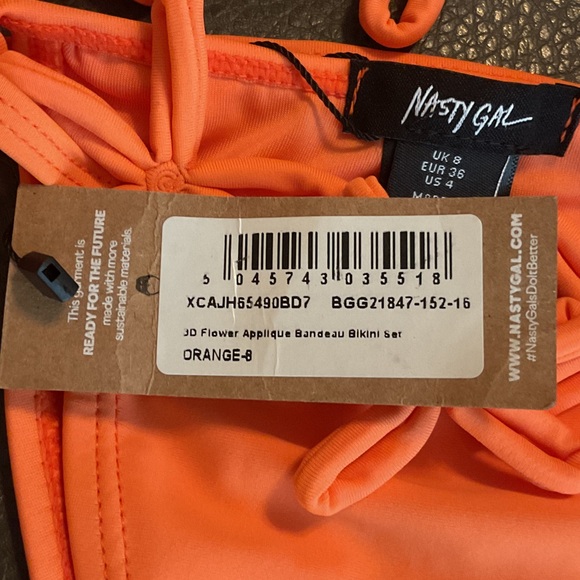 NASTY GAL
UK 8
EUR 36
US 4
This garment is
READY FOR THE FUTURE
made with more
sustainable materials.
5 045743 035518
XCAJH65490BD7 BGG21847-152-16
3D Flower Applique Bandeau Bikini Set
ORANGE-8
WWW.NASTYGAL.COM
#NastyGalsDoItBetter